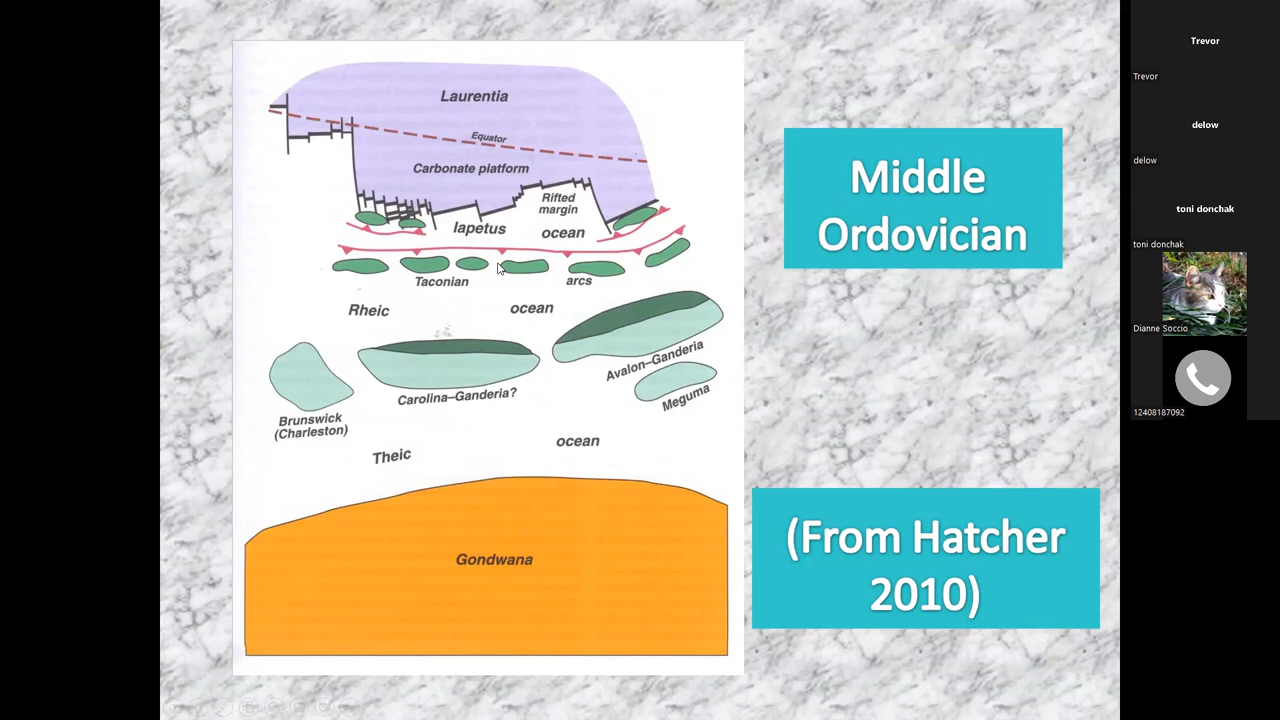 Laurentia
Equator
Carbonate platform
Rifted
margin
Iapetus ocean
Taconian arcs
Rheic ocean
Avalon–Ganderia
Meguma
Carolina–Ganderia?
Brunswick
(Charleston)
Theic ocean
Gondwana
Middle
Ordovician
(From Hatcher
2010)
Trevor
Trevor
delow
delow
toni donchak
toni donchak
Dianne Soccio
12408187092